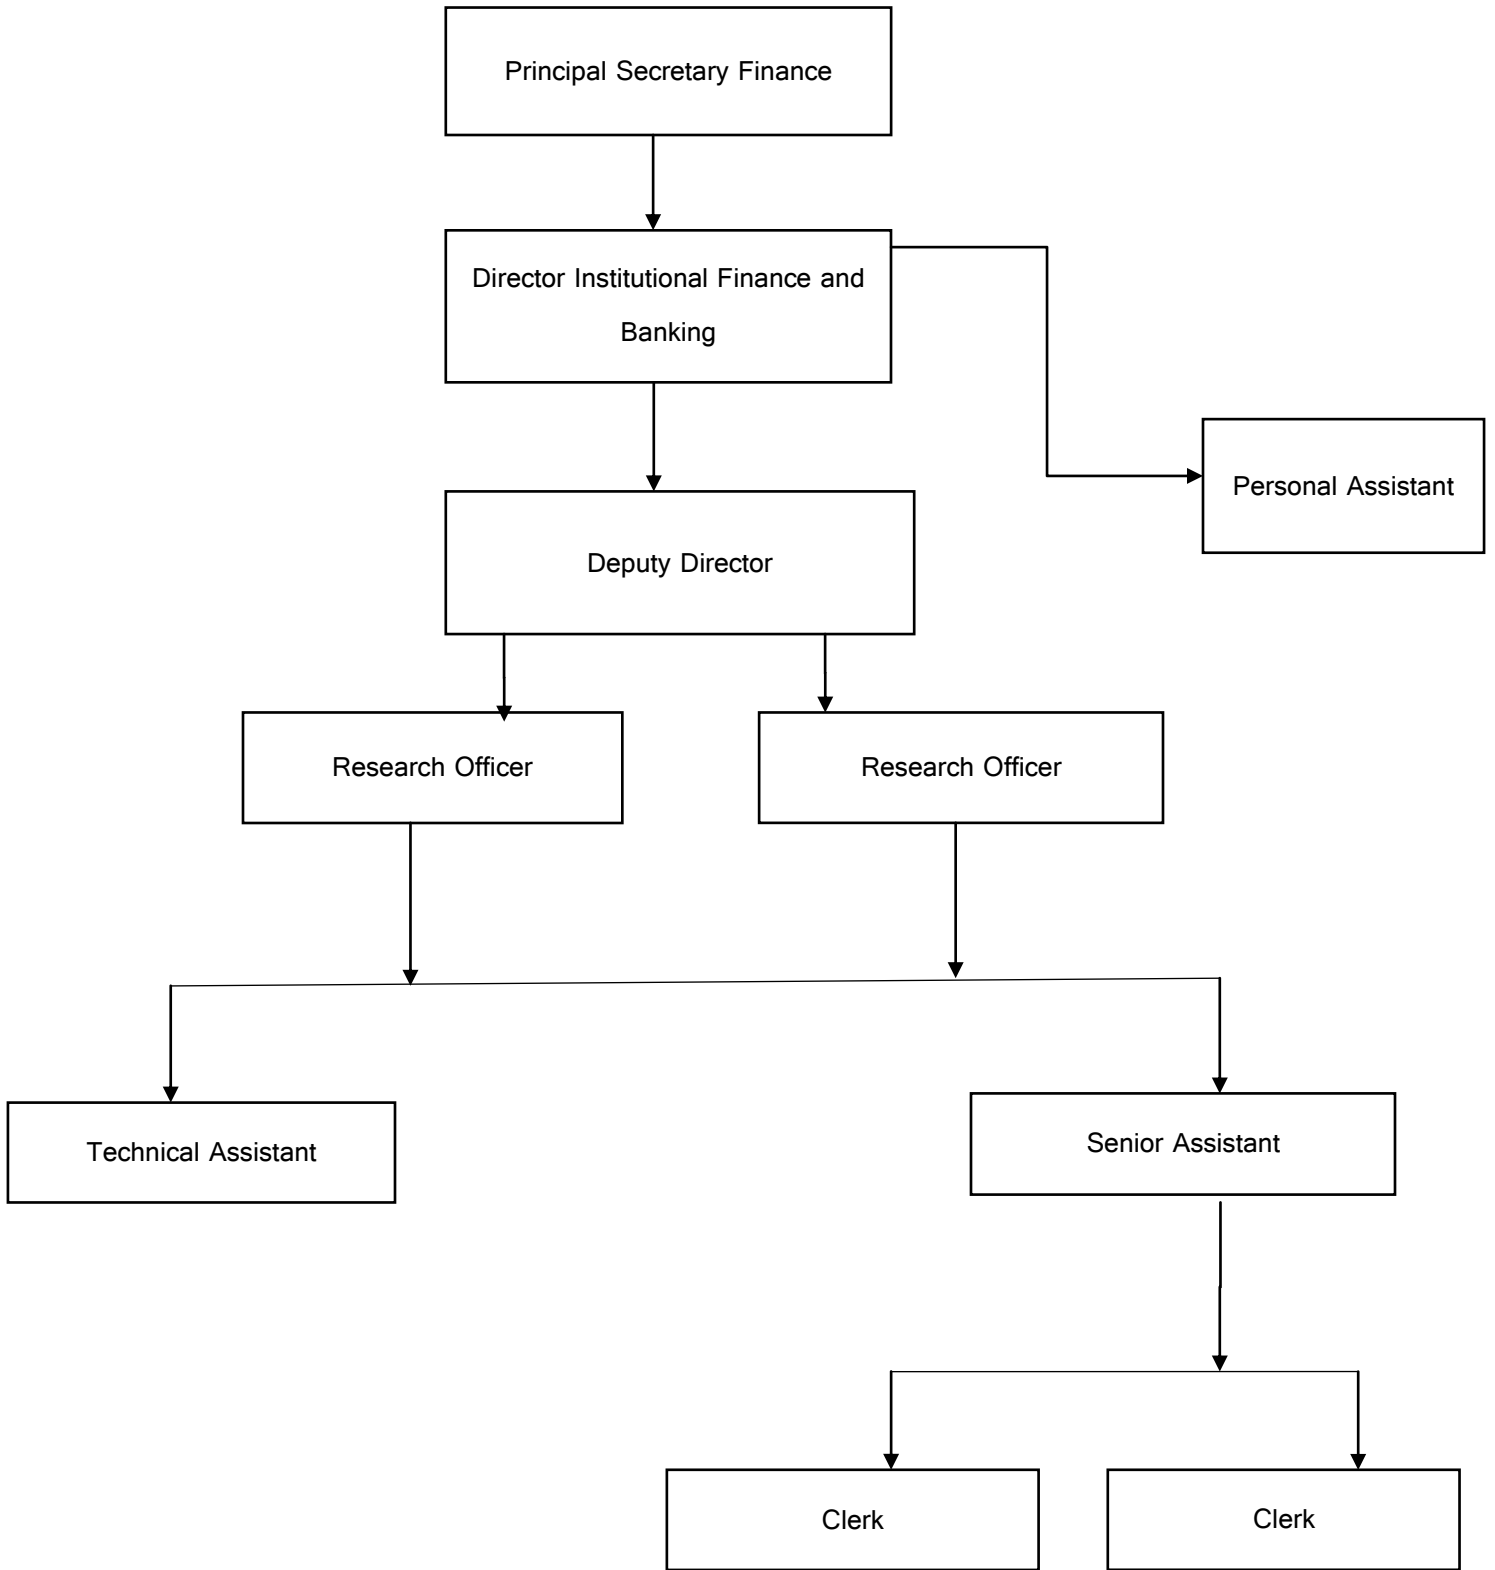 Principal Secretary Finance
Director Institutional Finance and
Banking
Personal Assistant
Deputy Director
Research Officer
Research Officer
Technical Assistant
Senior Assistant
Clerk
Clerk